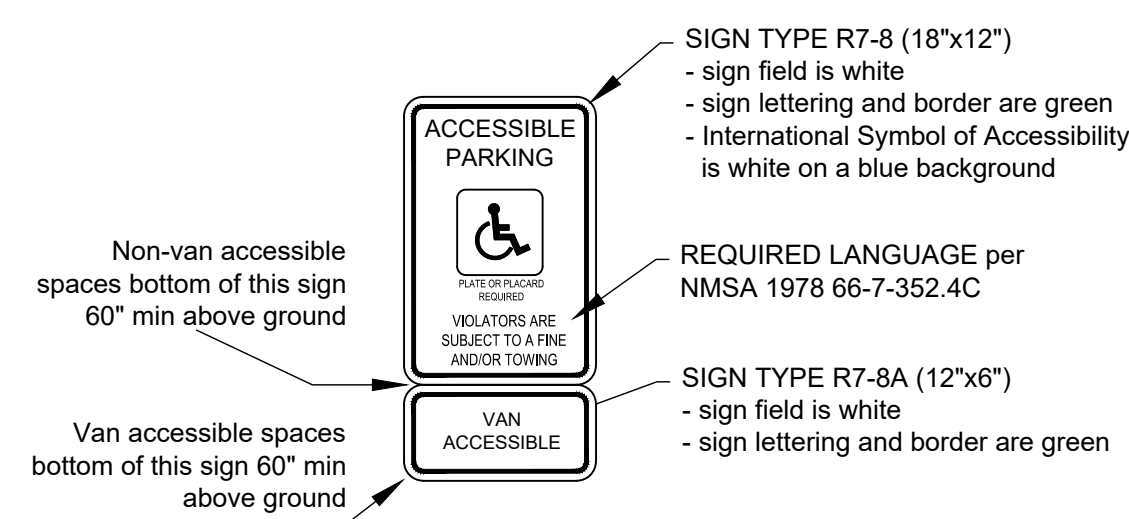 SIGN TYPE R7-8 (18"x12")
- sign field is white
- sign lettering and border are green
- International Symbol of Accessibility
is white on a blue background
ACCESSIBLE
PARKING
PLATE OR PLACARD
REQUIRED
VIOLATORS ARE
SUBJECT TO A FINE
AND/OR TOWING
Non-van accessible
spaces bottom of this sign
60" min above ground
REQUIRED LANGUAGE per
NMSA 1978 66-7-352.4C
SIGN TYPE R7-8A (12"x6")
- sign field is white
- sign lettering and border are green
VAN
ACCESSIBLE
Van accessible spaces
bottom of this sign 60" min
above ground